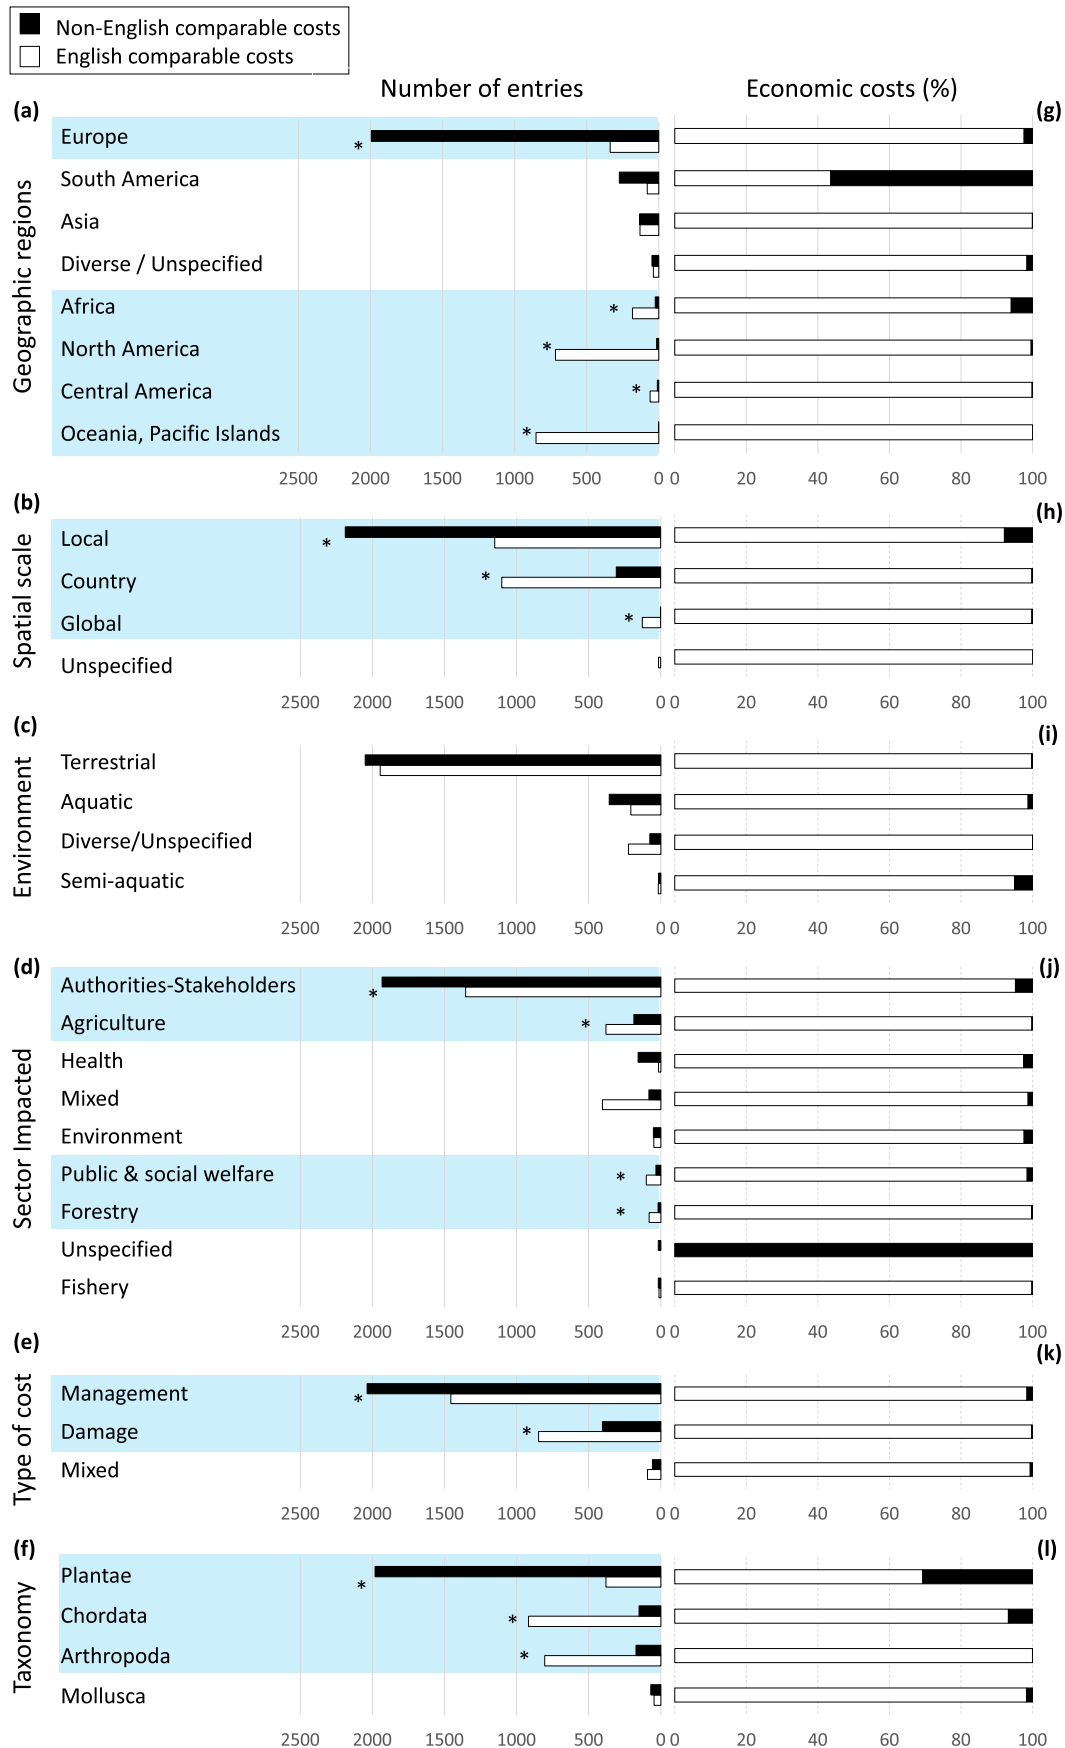 Non-English comparable costs
English comparable costs
Number of entries
Economic costs (%)
(a)
(g)
Geographic regions
Europe
*
South America
Asia
Diverse / Unspecified
Africa
*
North America
*
Central America
*
Oceania, Pacific Islands
*
2500 2000 1500 1000 500 0 0 20 40 60 80 100
(b)
(h)
Spatial scale
Local
*
Country
*
Global
*
Unspecified
2500 2000 1500 1000 500 0 0 20 40 60 80 100
(c)
(i)
Environment
Terrestrial
Aquatic
Diverse/Unspecified
Semi-aquatic
2500 2000 1500 1000 500 0 0 20 40 60 80 100
(d)
(j)
Sector Impacted
Authorities-Stakeholders
*
Agriculture
*
Health
Mixed
Environment
Public & social welfare
*
Forestry
*
Unspecified
Fishery
2500 2000 1500 1000 500 0 0 20 40 60 80 100
(e)
(k)
Type of cost
Management
*
Damage
*
Mixed
2500 2000 1500 1000 500 0 0 20 40 60 80 100
(f)
(l)
Taxonomy
Plantae
*
Chordata
*
Arthropoda
*
Mollusca
2500 2000 1500 1000 500 0 0 20 40 60 80 100